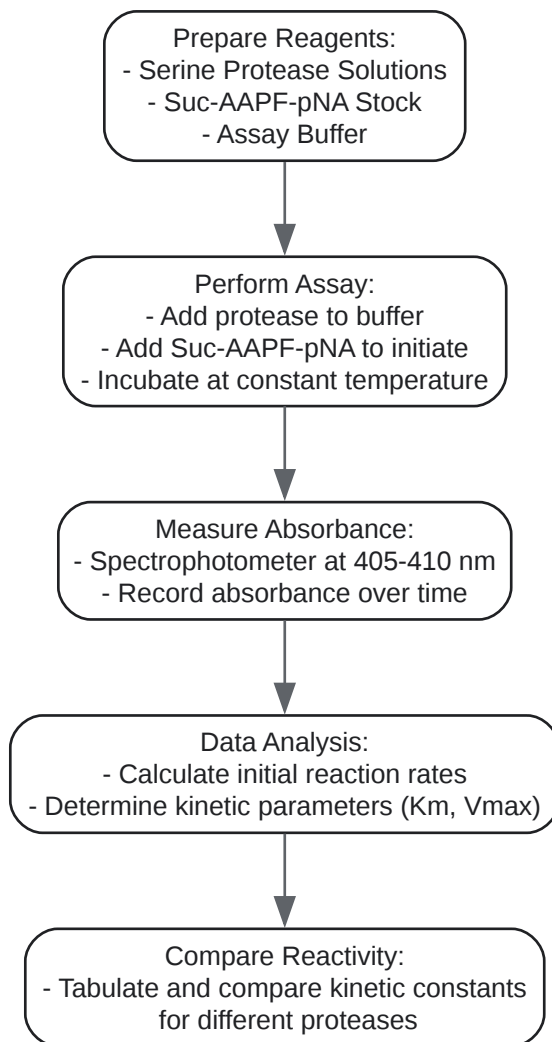 Prepare Reagents:
- Serine Protease Solutions
- Suc-AAPF-pNA Stock
- Assay Buffer
Perform Assay:
- Add protease to buffer
- Add Suc-AAPF-pNA to initiate
- Incubate at constant temperature
Measure Absorbance:
- Spectrophotometer at 405-410 nm
- Record absorbance over time
Data Analysis:
- Calculate initial reaction rates
- Determine kinetic parameters (Km, Vmax)
Compare Reactivity:
- Tabulate and compare kinetic constants
for different proteases